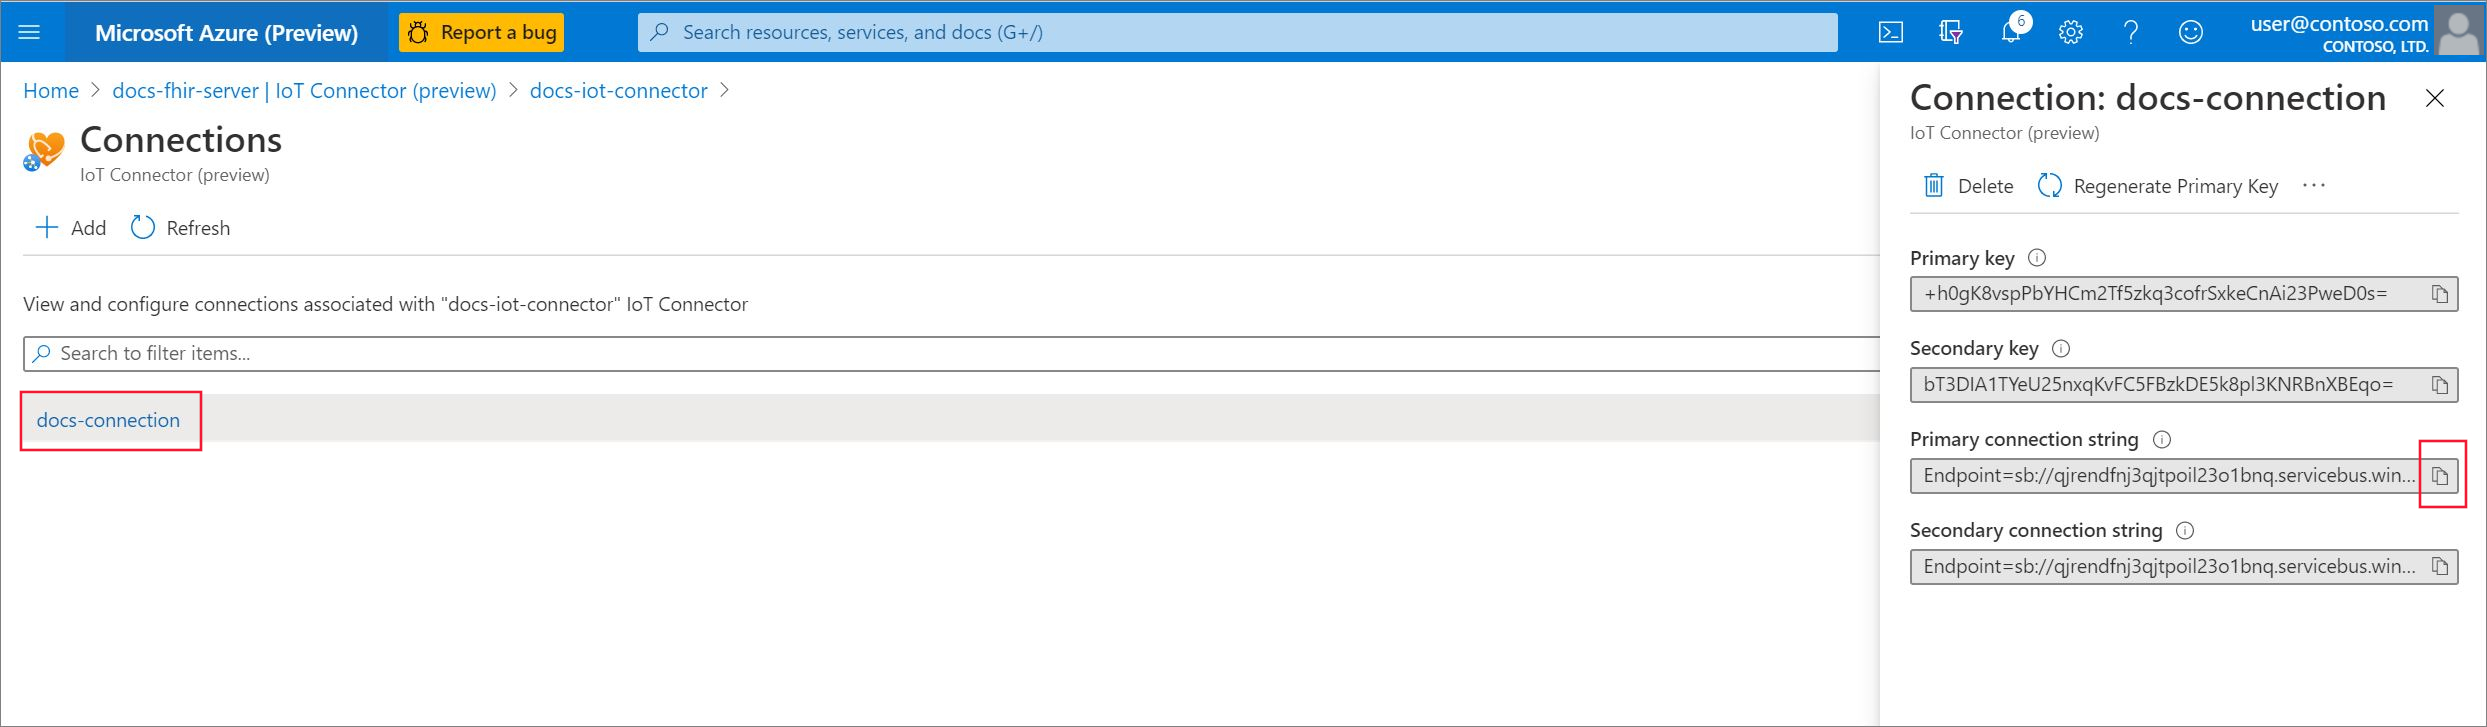 Microsoft Azure (Preview)
Report a bug
Search resources, services, and docs (G+/)
6
user@contoso.com
CONTOSO, LTD.
Home > docs-fhir-server | IoT Connector (preview) > docs-iot-connector >
Connections
IoT Connector (preview)
Add
Refresh
View and configure connections associated with "docs-iot-connector" IoT Connector
Search to filter items...
docs-connection
Connection: docs-connection
IoT Connector (preview)
Delete
Regenerate Primary Key
...
Primary key
+h0gK8vspPbYHCm2Tf5zkq3cofrSxkeCnAi23PweD0s=
Secondary key
bT3DIA1TYeU25nxqKvFC5FBzkDE5k8pl3KNRBnXBEqo=
Primary connection string
Endpoint=sb://qjrendfnj3qjtpoil23o1bnq.servicebus.win...
Secondary connection string
Endpoint=sb://qjrendfnj3qjtpoil23o1bnq.servicebus.win...